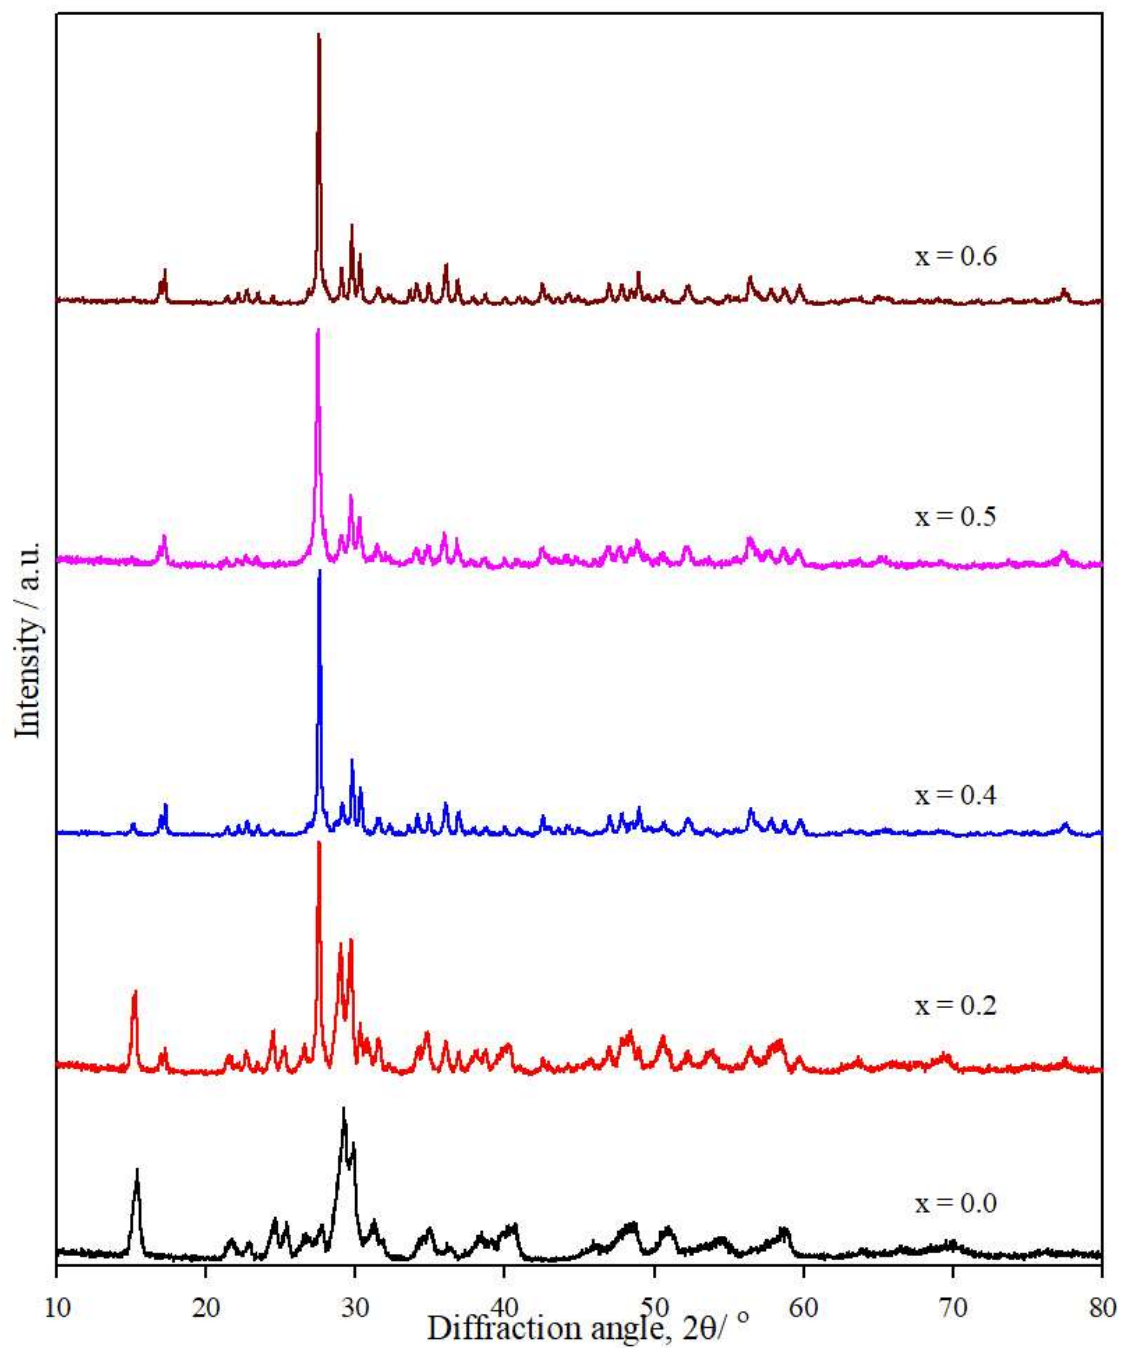 x = 0.6
x = 0.5
x = 0.4
x = 0.2
x = 0.0
Intensity / a.u.
10 20 30 40 50 60 70 80
Diffraction angle, 2θ/ °